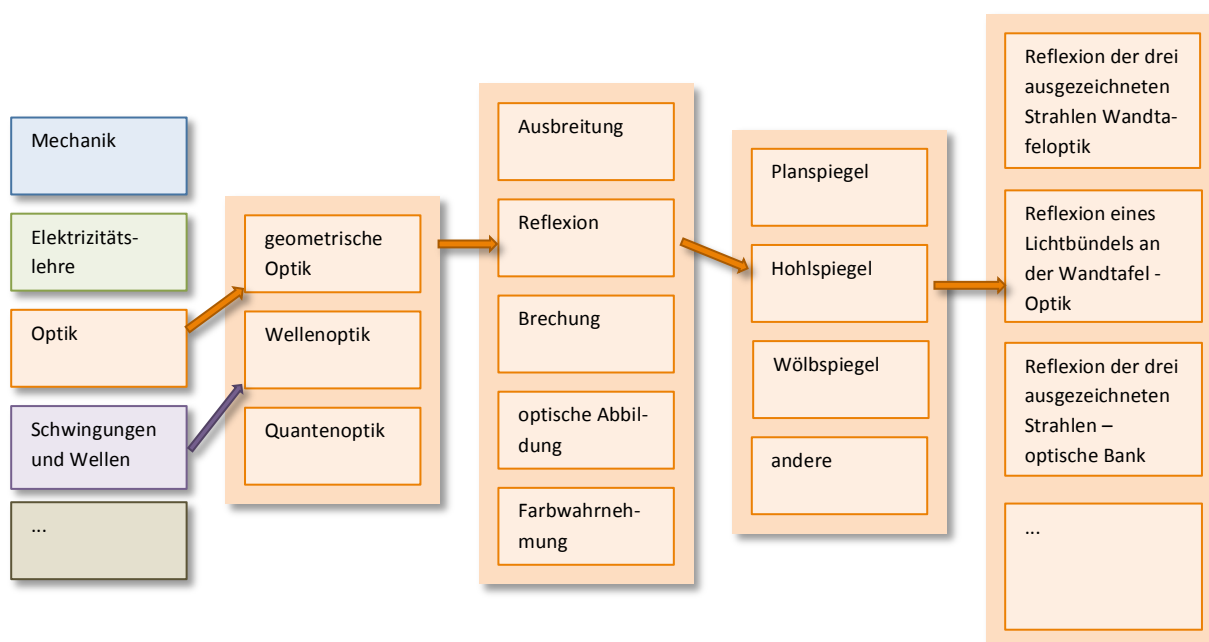 Mechanik
Elektrizitäts-
lehre
Optik
Schwingungen
und Wellen
...
geometrische
Optik
Wellenoptik
Quantenoptik
Ausbreitung
Reflexion
Brechung
optische Abbil-
dung
Farbwahrneh-
mung
Planspiegel
Hohlspiegel
Wölbspiegel
andere
Reflexion der drei
ausgezeichneten
Strahlen Wandta-
feloptik
Reflexion eines
Lichtbündels an
der Wandtafel -
Optik
Reflexion der drei
ausgezeichneten
Strahlen –
optische Bank
...